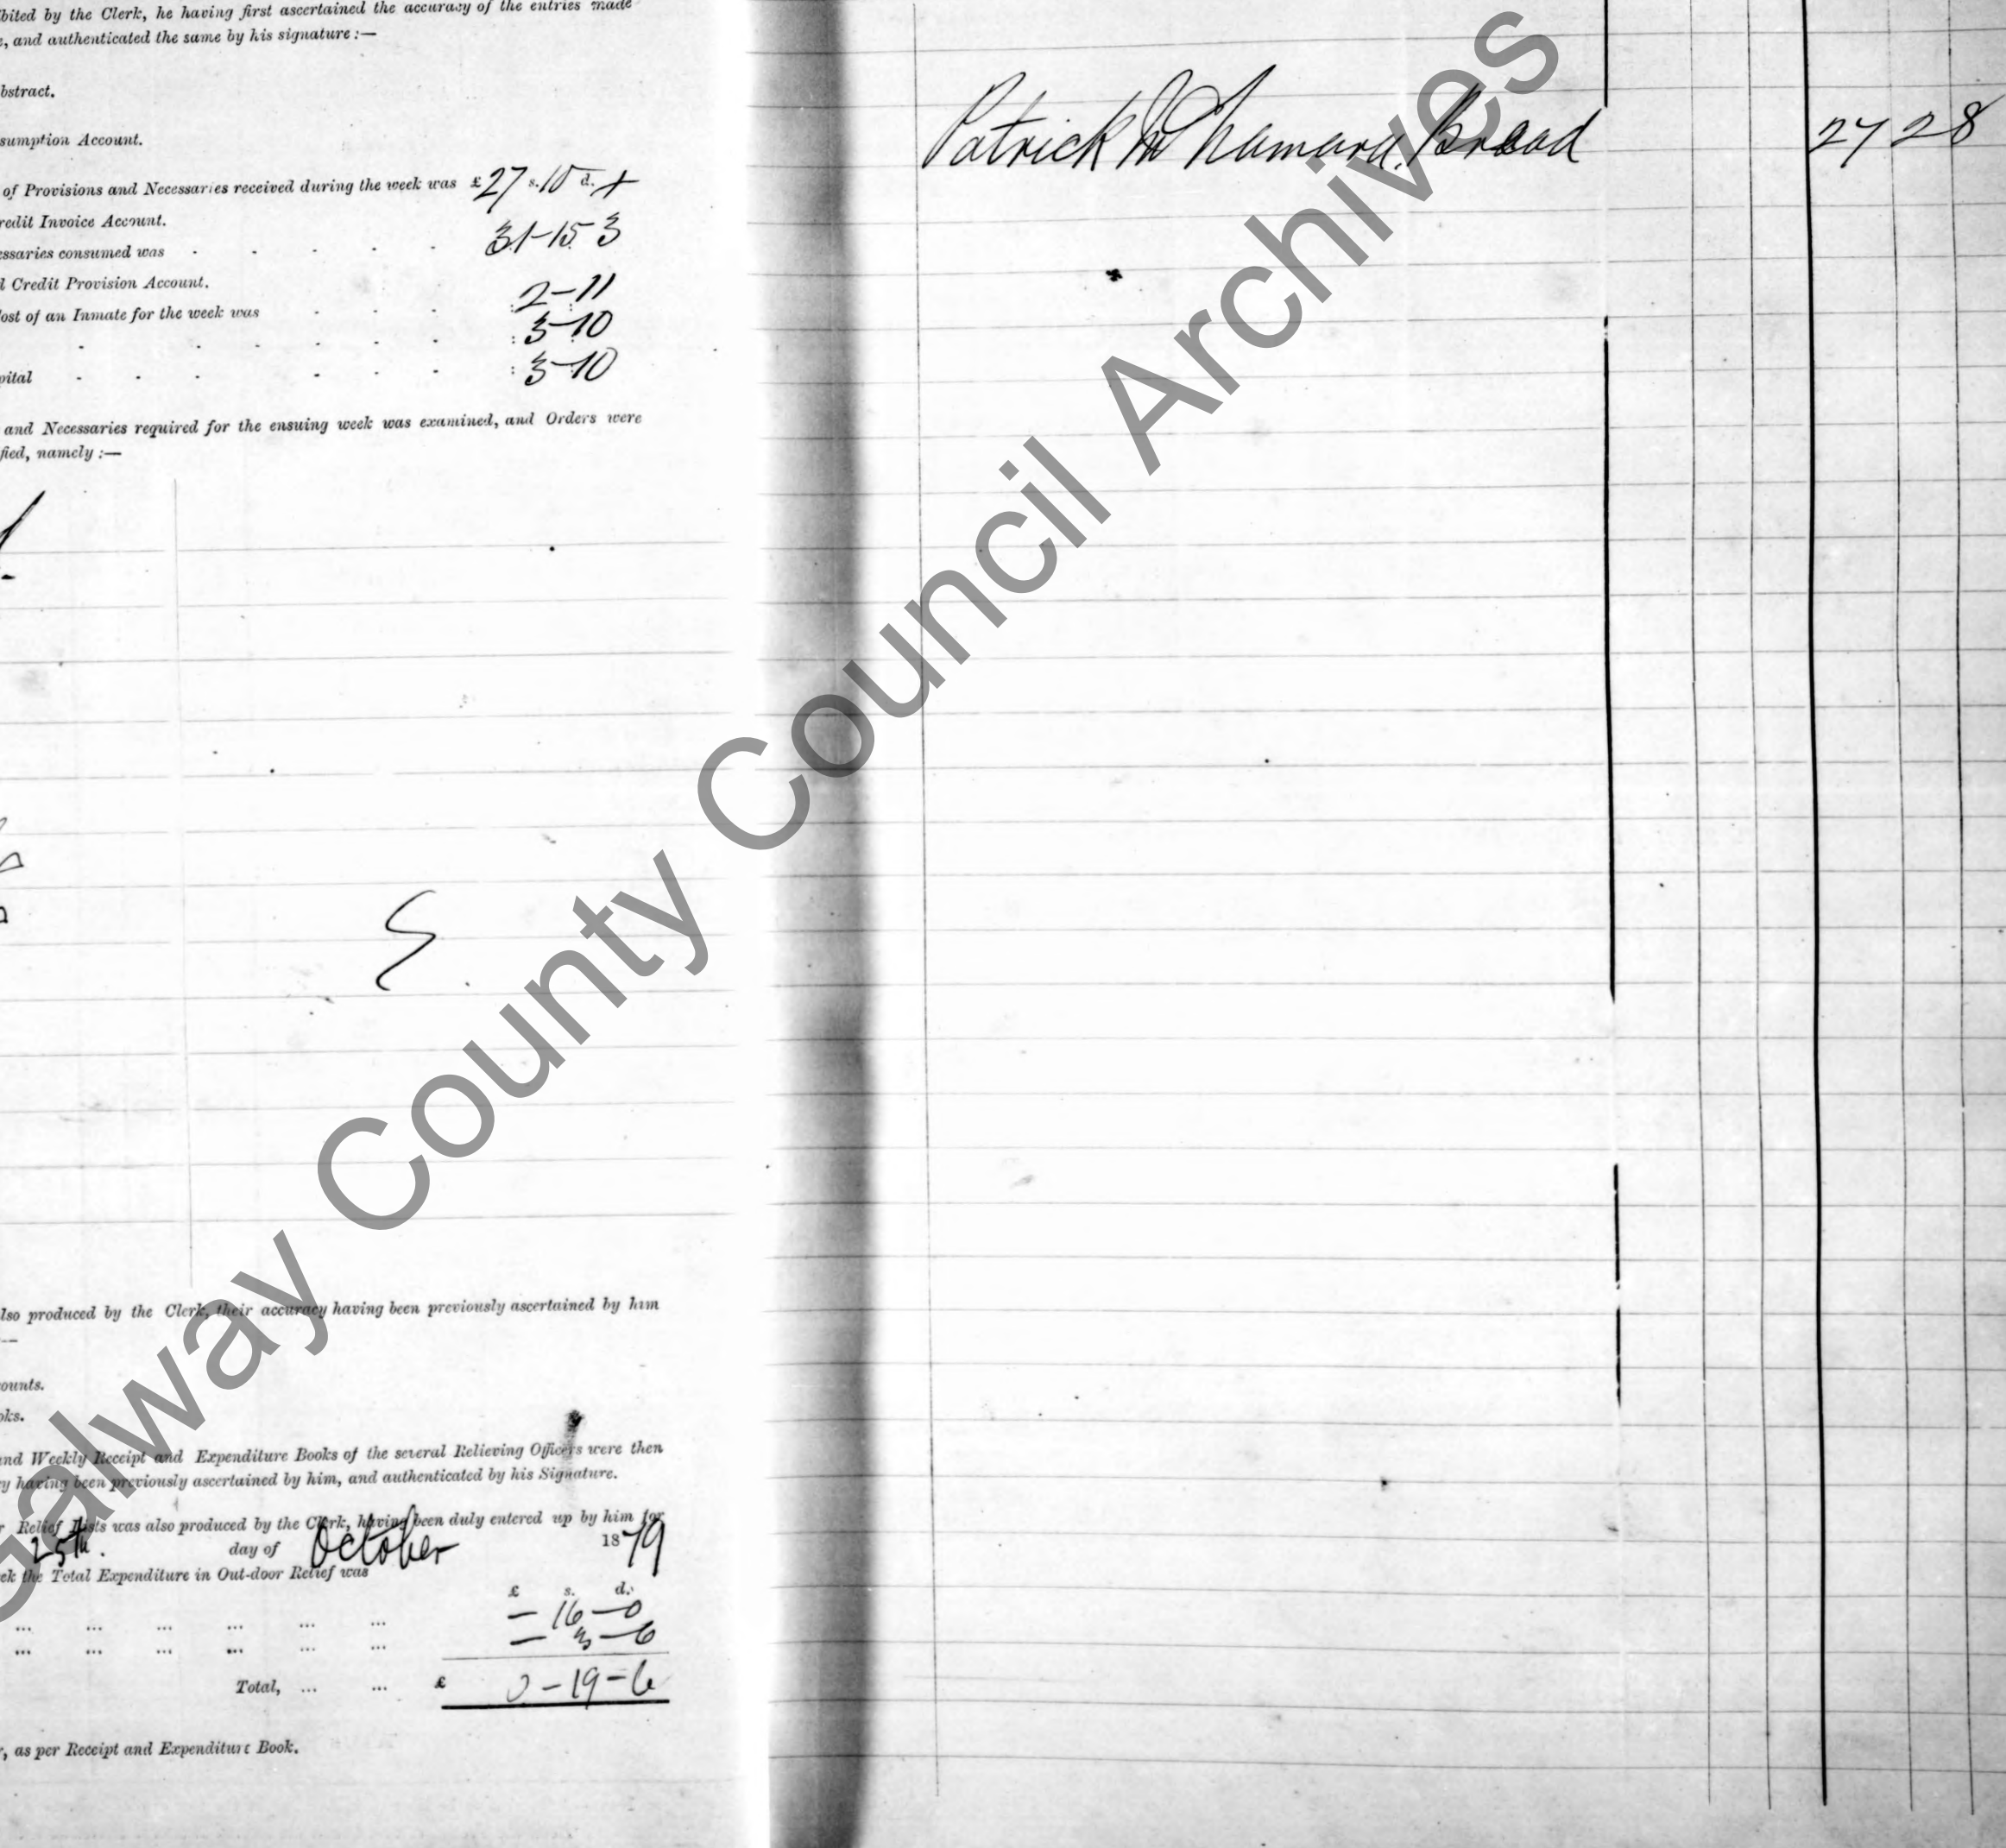 bited by the Clerk, he having first ascertained the accuracy of the entries made
, and authenticated the same by his signature :—
bstract.
sumption Account.
of Provisions and Necessaries received during the week was £27 s. 10 d. +
redit Invoice Account. 31-15 3
essaries consumed was
l Credit Provision Account. 2-11
ost of an Inmate for the week was 3-10
pital 3-10
and Necessaries required for the ensuing week was examined, and Orders were
fied, namely :—
lso produced by the Clerk, their accuracy having been previously ascertained by him
ounts.
oks.
and Weekly Receipt and Expenditure Books of the several Relieving Officers were then
y having been previously ascertained by him, and authenticated by his Signature.
r Relief Lists was also produced by the Clerk, having been duly entered up by him for
25th. day of October 1879
ek the Total Expenditure in Out-door Relief was
£ s. d.
— 16 — 0
— 3 — 6
Total, ... ... £ 0 - 19 - 6
, as per Receipt and Expenditure Book.
Patrick McNamara. Bread 27 28
Galway County Council Archives